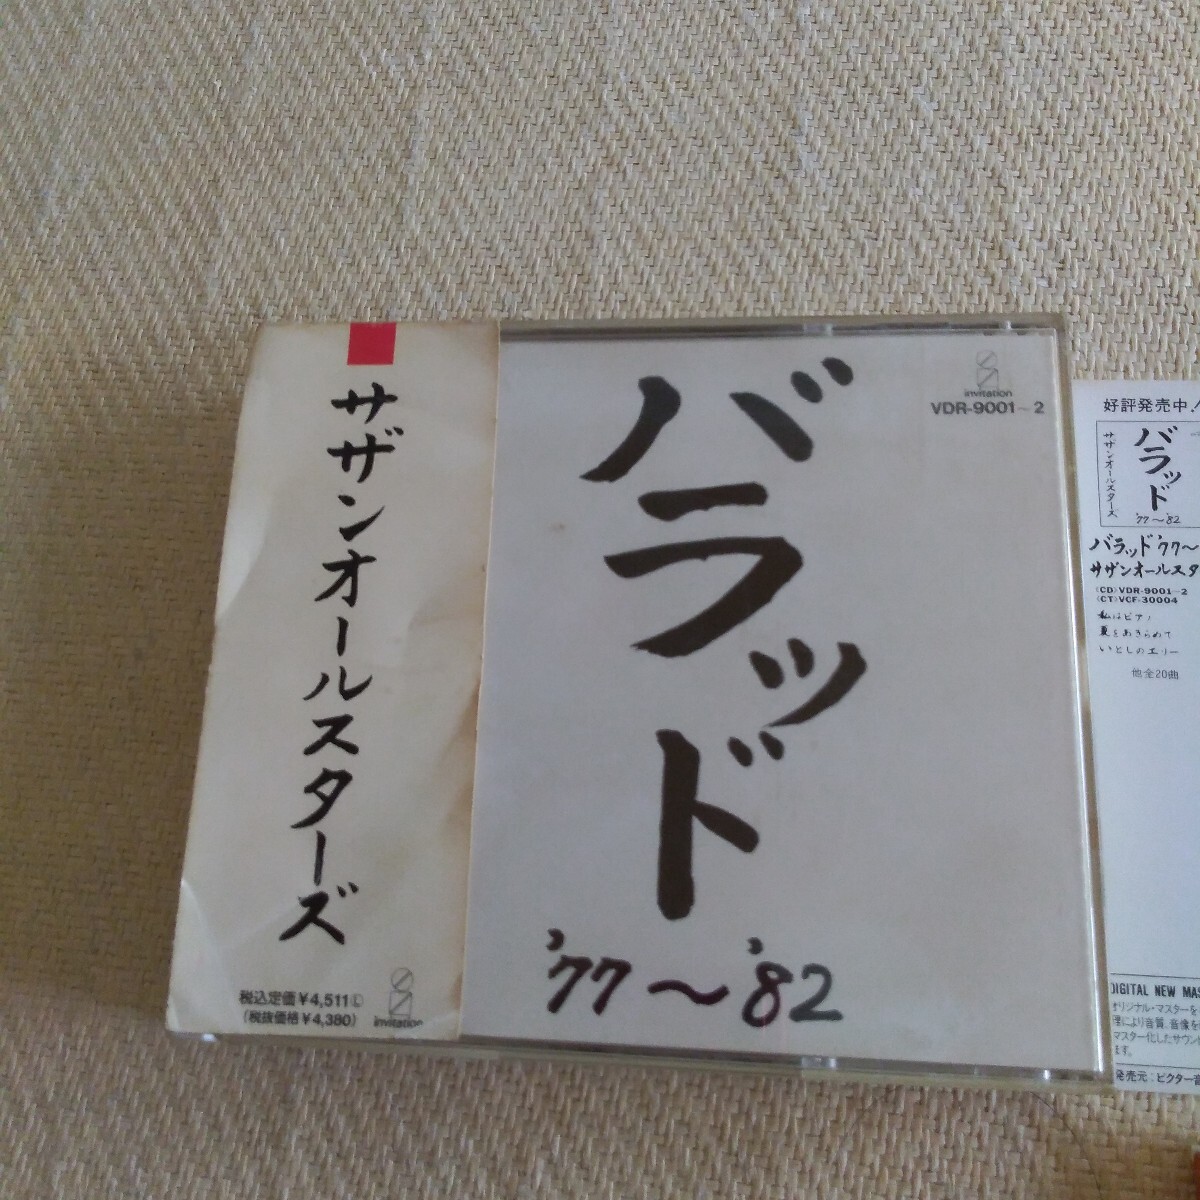 サザンオールスターズ
税込定価¥4,511Ⓛ
(税抜価格¥4,380)
invitation
invitation
VDR-9001~2
バラッド
'77〜'82
好評発売中!
バラッド
サザンオールスターズ
'77〜'82
バラッド'77〜
サザンオールスタ
(CD)VDR-9001~2
(CT)VCF-30004
私はピアノ
夏をあきらめて
いとしのエリー
他全20曲
DIGITAL NEW MAS
オリジナル・マスターを
理により音質、音像を
マスター化したサウン
ます。
発売元:ビクター音